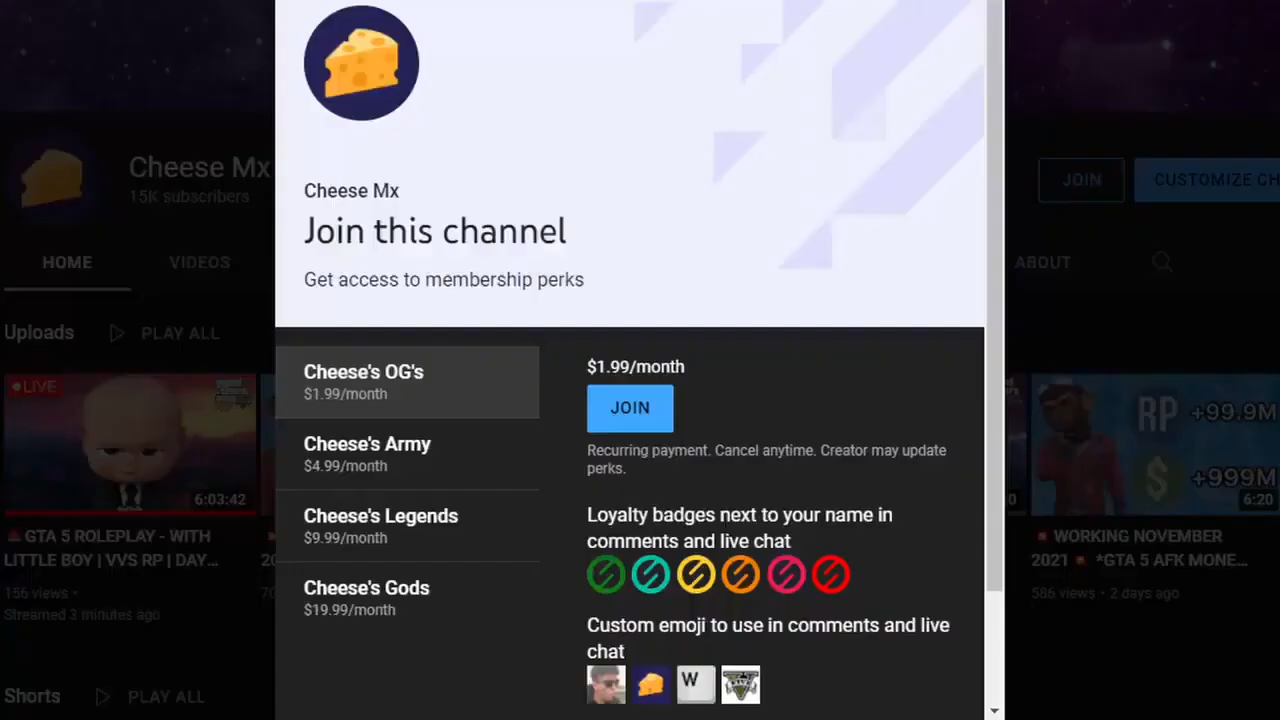 Cheese Mx
15K subscribers
JOIN
CUSTOMIZE CH
HOME
VIDEOS
ABOUT
Uploads
PLAY ALL
LIVE
6:03:42
GTA 5 ROLEPLAY - WITH
LITTLE BOY | VVS RP | DAY...
156 views •
Streamed 3 minutes ago
Shorts
PLAY ALL
Cheese Mx
Join this channel
Get access to membership perks
Cheese's OG's
$1.99/month
Cheese's Army
$4.99/month
Cheese's Legends
$9.99/month
Cheese's Gods
$19.99/month
$1.99/month
JOIN
Recurring payment. Cancel anytime. Creator may update
perks.
Loyalty badges next to your name in
comments and live chat
Custom emoji to use in comments and live
chat
W
V
RP +99.9M
$ +999M
6:20
WORKING NOVEMBER
2021 *GTA 5 AFK MONE...
586 views • 2 days ago